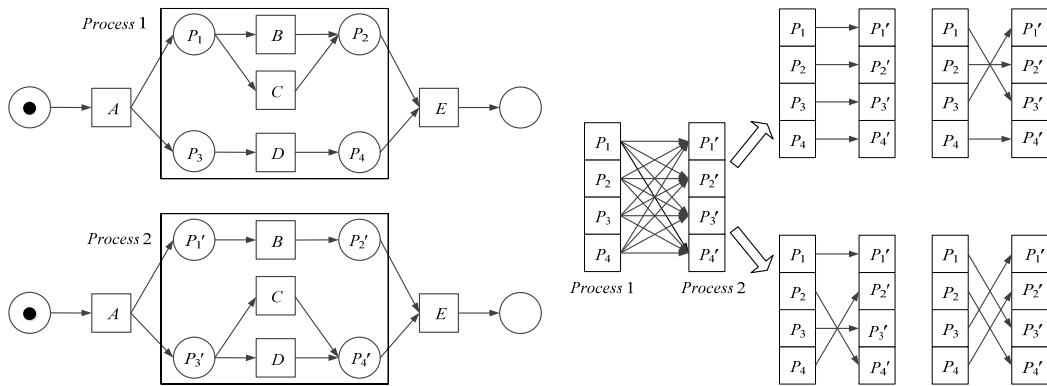 Process 1
P₁ B P₂
C
A E
P₃ D P₄
Process 2
P₁′ B P₂′
C
A E
P₃′ D P₄′
P₁ P₁′
P₂ P₂′
P₃ P₃′
P₄ P₄′
Process 1 Process 2
P₁ P₁′ P₁ P₁′
P₂ P₂′ P₂ P₂′
P₃ P₃′ P₃ P₃′
P₄ P₄′ P₄ P₄′
P₁ P₁′ P₁ P₁′
P₂ P₂′ P₂ P₂′
P₃ P₃′ P₃ P₃′
P₄ P₄′ P₄ P₄′